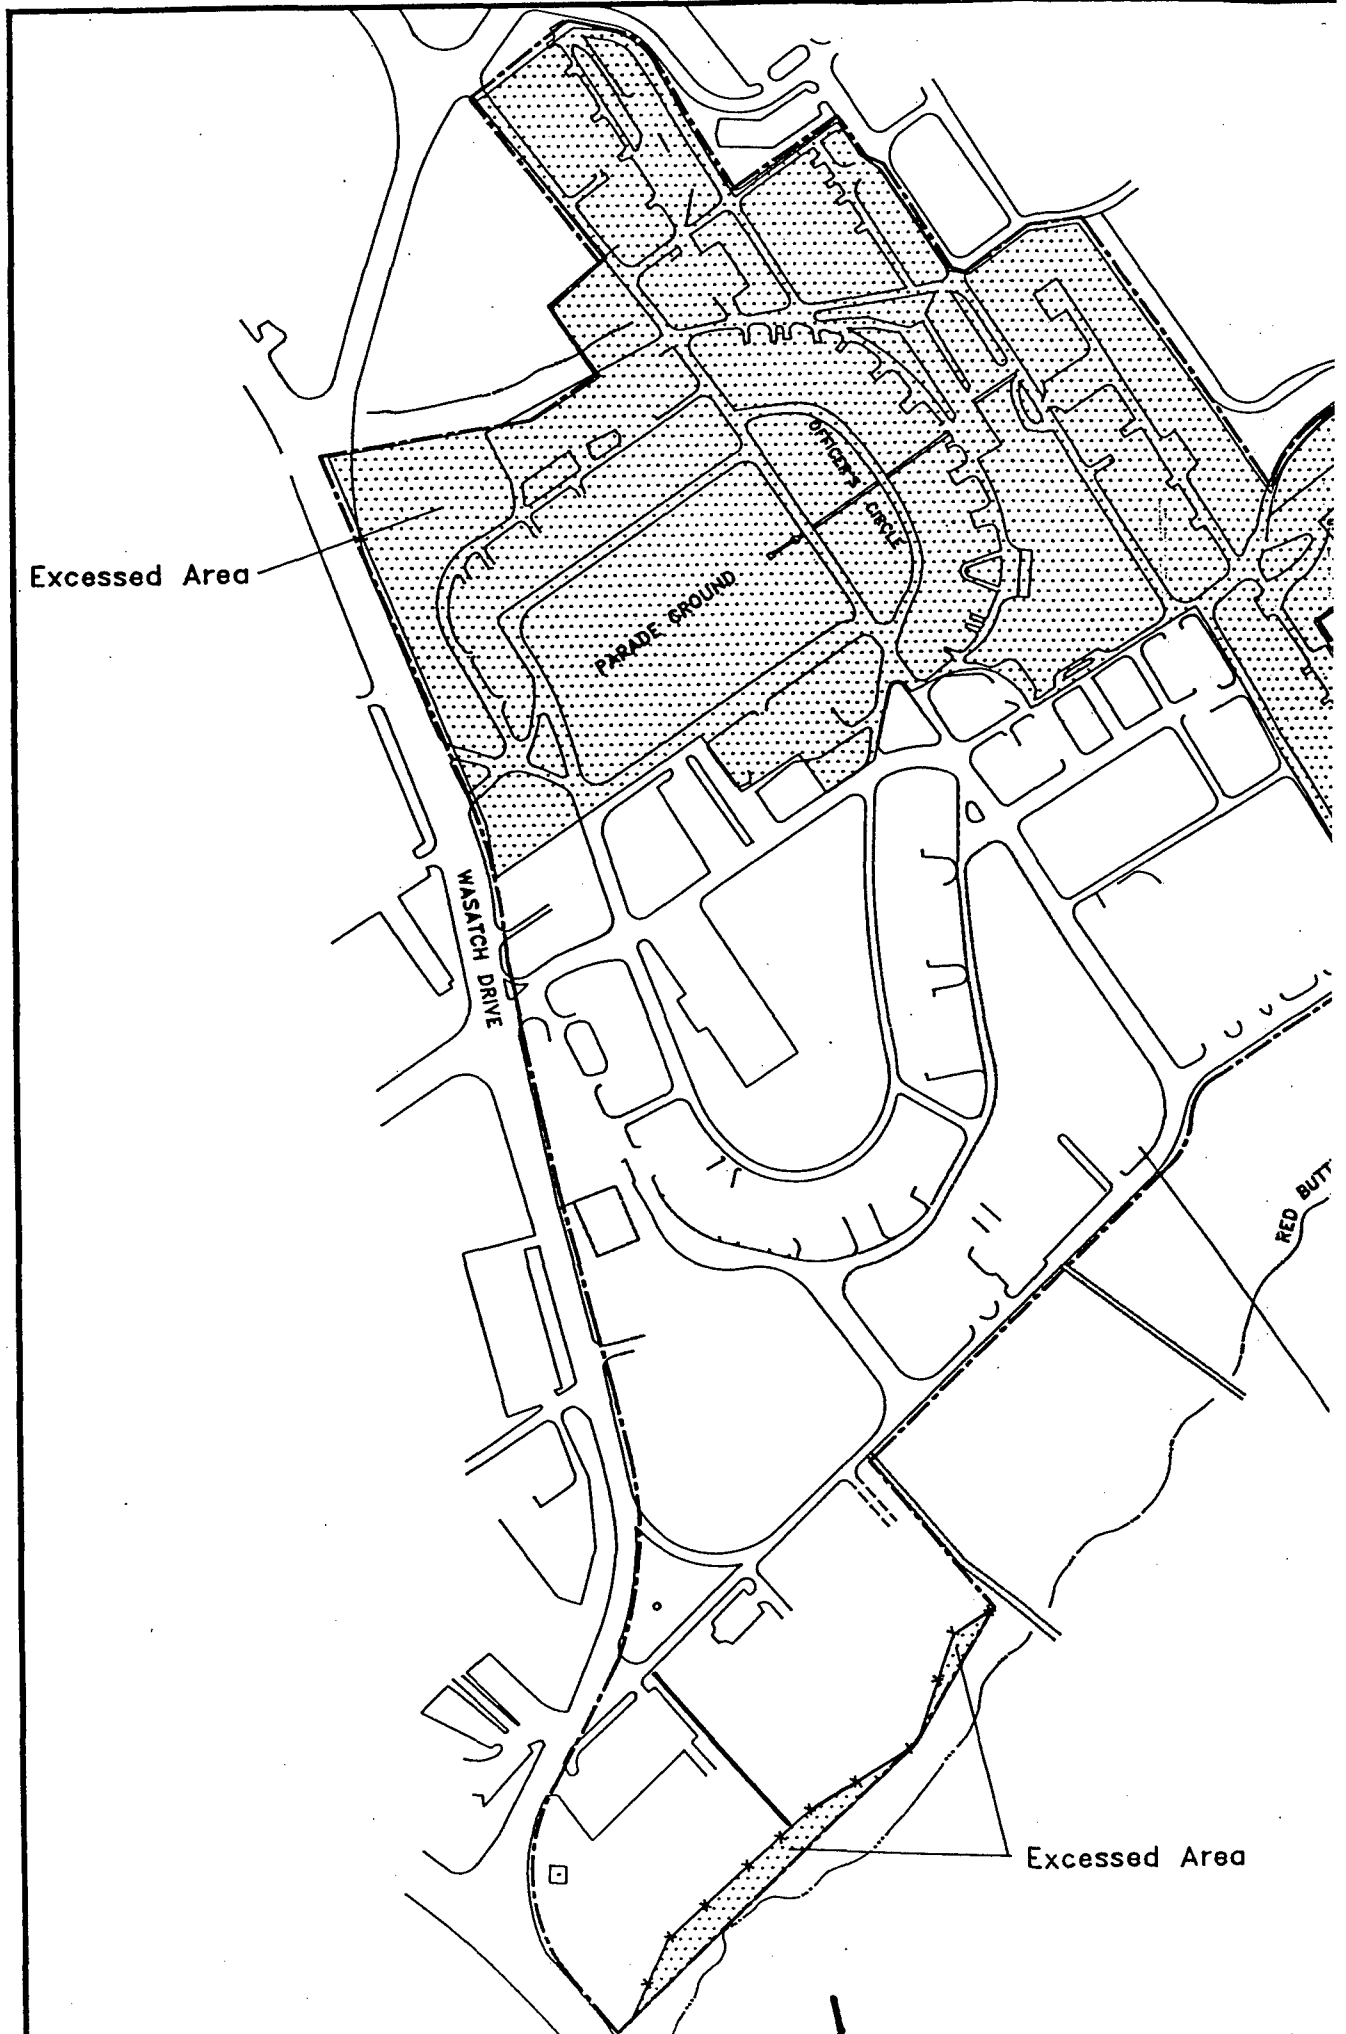 OFFICER'S
CIRCLE
Excessed Area
PARADE GROUND
WASATCH DRIVE
RED BUTT
Excessed Area